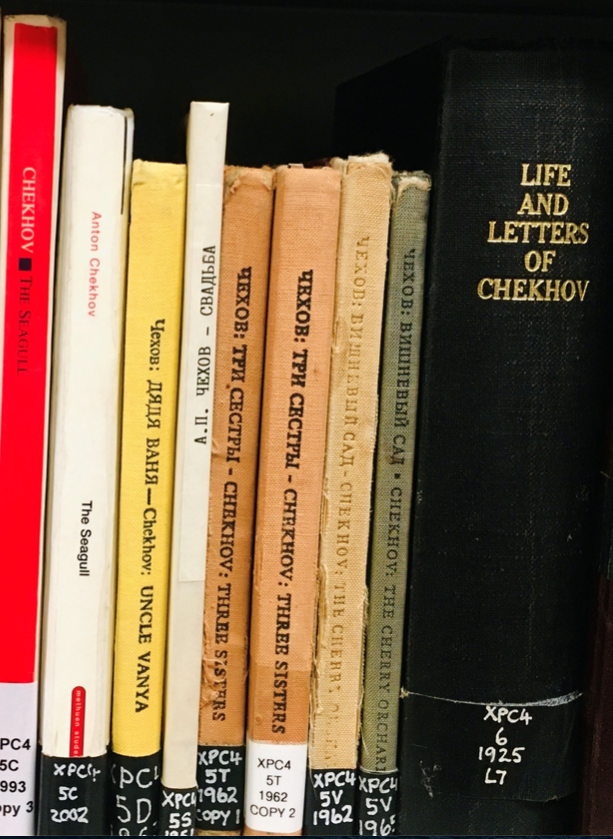 CHEKHOV ■ THE SEAGULL
PC4
5C
993
opy 3
Anton Chekhov
The Seagull
XPC4
5C
2002
Чехов: ДЯДЯ ВАНЯ—Chekhov: UNCLE VANYA
PC4
5D
А.П. ЧЕХОВ – СВАДЬБА
XPC4
5S
ЧЕХОВ: ТРИ СЕСТРЫ – CHEKHOV: THREE SISTERS
XPC4
5T
1962
COPY 1
ЧЕХОВ: ТРИ СЕСТРЫ – CHEKHOV: THREE SISTERS
XPC4
5T
1962
COPY 2
ЧЕХОВ: ВИШНЕВЫЙ САД – CHEKHOV: THE CHERRY
XPC4
5V
1962
ЧЕХОВ: ВИШНЕВЫЙ САД ▪ CHEKHOV: THE CHERRY ORCHARD
XPC4
5V
196
LIFE
AND
LETTERS
OF
CHEKHOV
XPC4
6
1925
L7